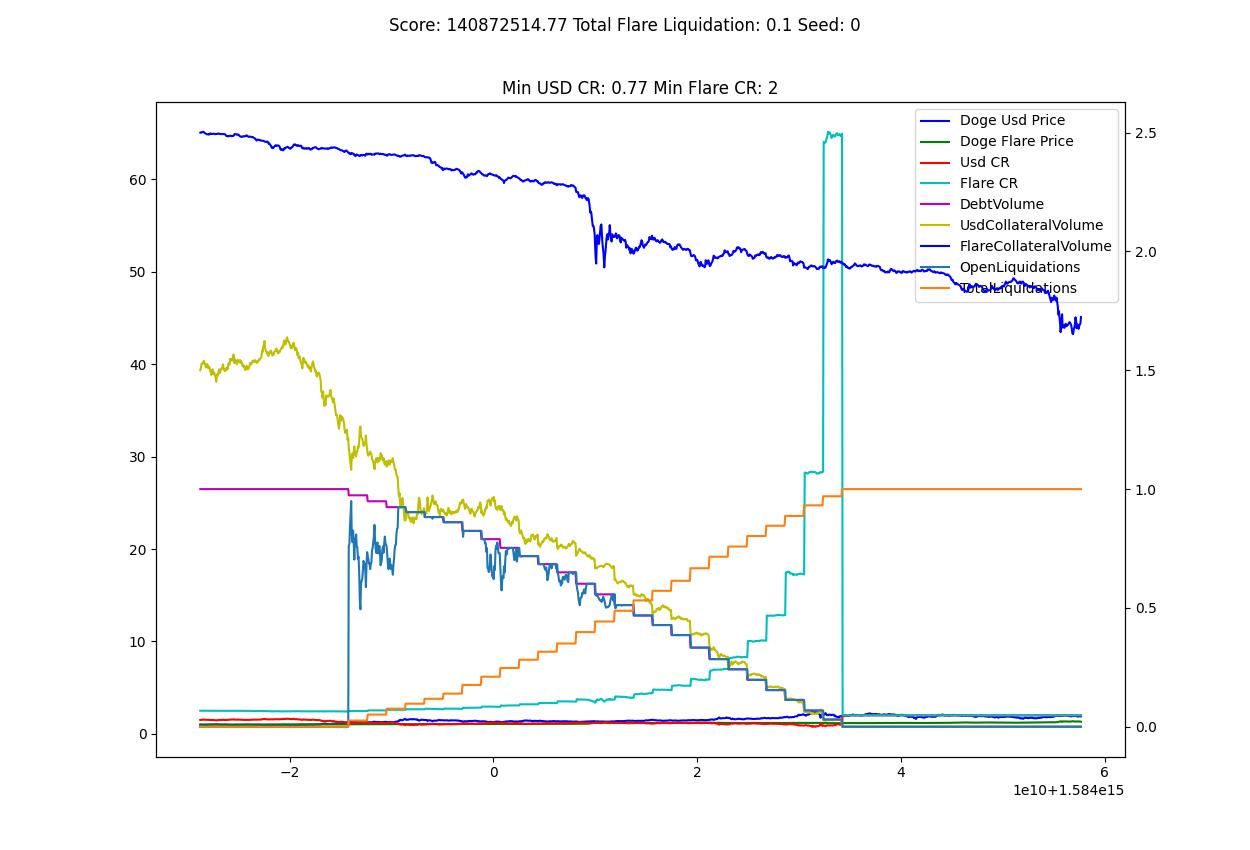 Score: 140872514.77 Total Flare Liquidation: 0.1 Seed: 0
Min USD CR: 0.77 Min Flare CR: 2
Doge Usd Price
Doge Flare Price
Usd CR
Flare CR
DebtVolume
UsdCollateralVolume
FlareCollateralVolume
OpenLiquidations
TotalLiquidations
60
50
40
30
20
10
0
2.5
2.0
1.5
1.0
0.5
0.0
−2
0
2
4
6
1e10+1.584e15